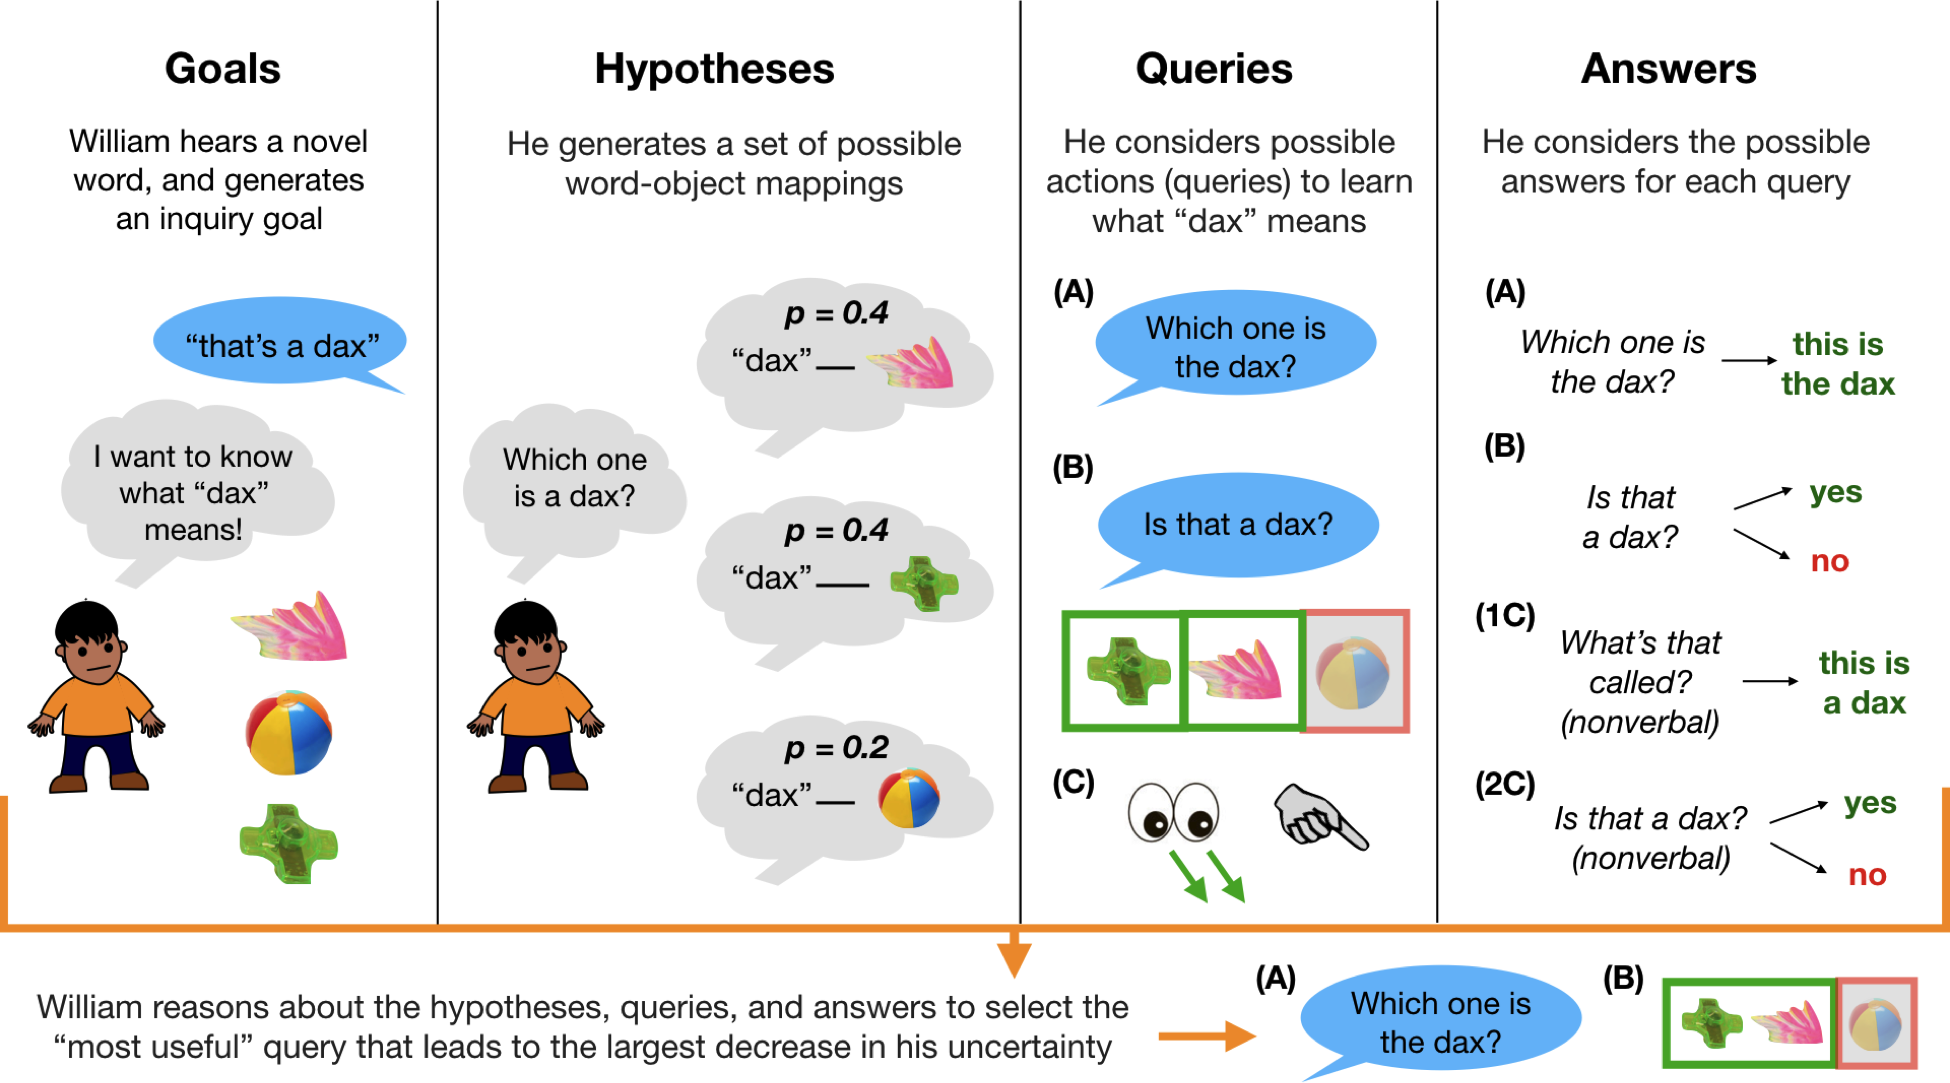 Goals
William hears a novel
word, and generates
an inquiry goal
“that’s a dax”
I want to know
what “dax”
means!
Hypotheses
He generates a set of possible
word-object mappings
Which one
is a dax?
p = 0.4
“dax”
p = 0.4
“dax”
p = 0.2
“dax”
Queries
He considers possible
actions (queries) to learn
what “dax” means
(A)
Which one is
the dax?
(B)
Is that a dax?
(C)
Answers
He considers the possible
answers for each query
(A)
Which one is
the dax?
this is
the dax
(B)
Is that
a dax?
yes
no
(1C)
What’s that
called?
(nonverbal)
this is
a dax
(2C)
Is that a dax?
(nonverbal)
yes
no
William reasons about the hypotheses, queries, and answers to select the
“most useful” query that leads to the largest decrease in his uncertainty
(A)
Which one is
the dax?
(B)